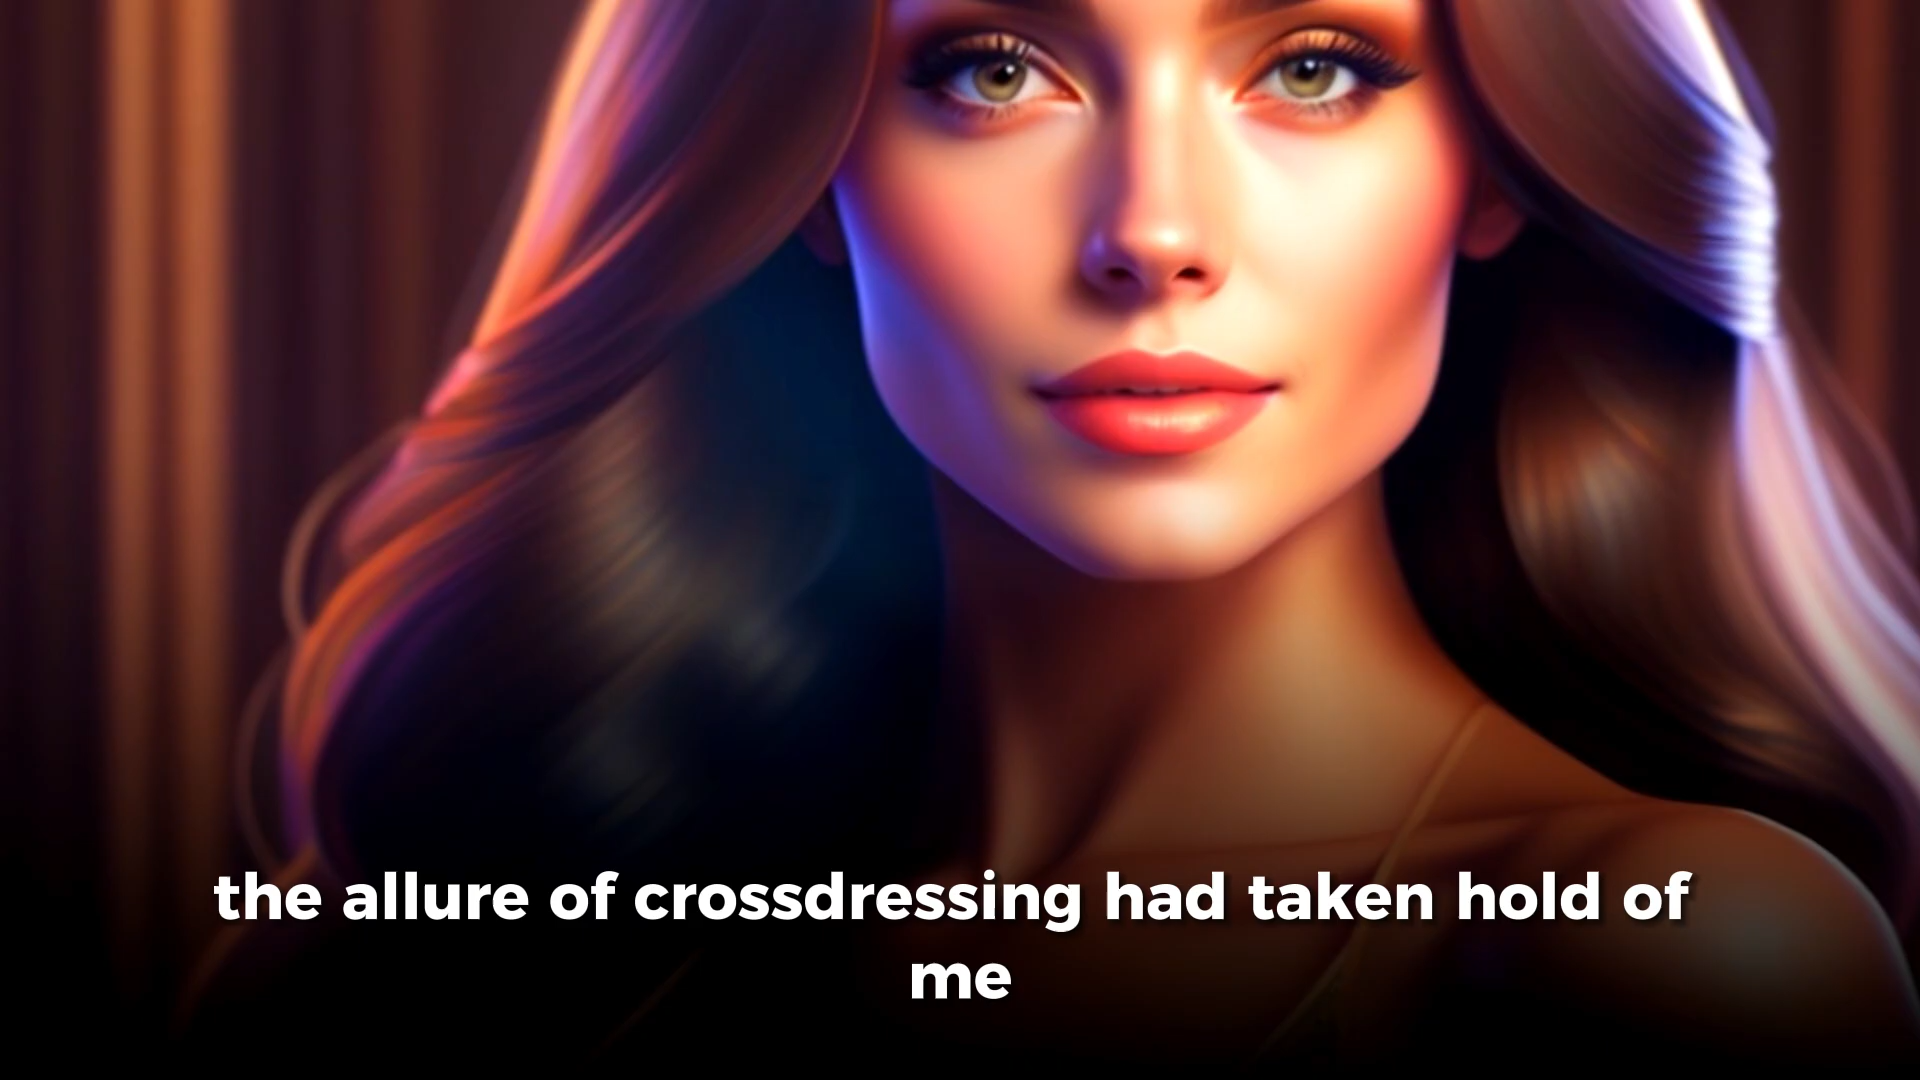 the allure of crossdressing had taken hold of
me